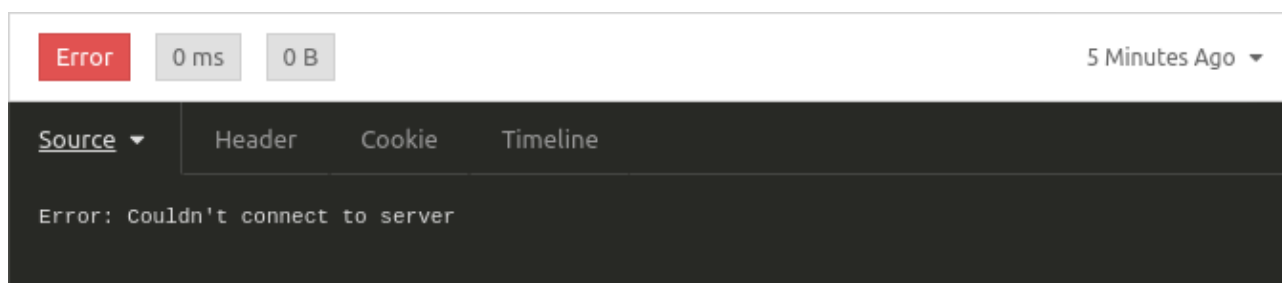 Error 0 ms 0 B 5 Minutes Ago
Source Header Cookie Timeline
Error: Couldn't connect to server